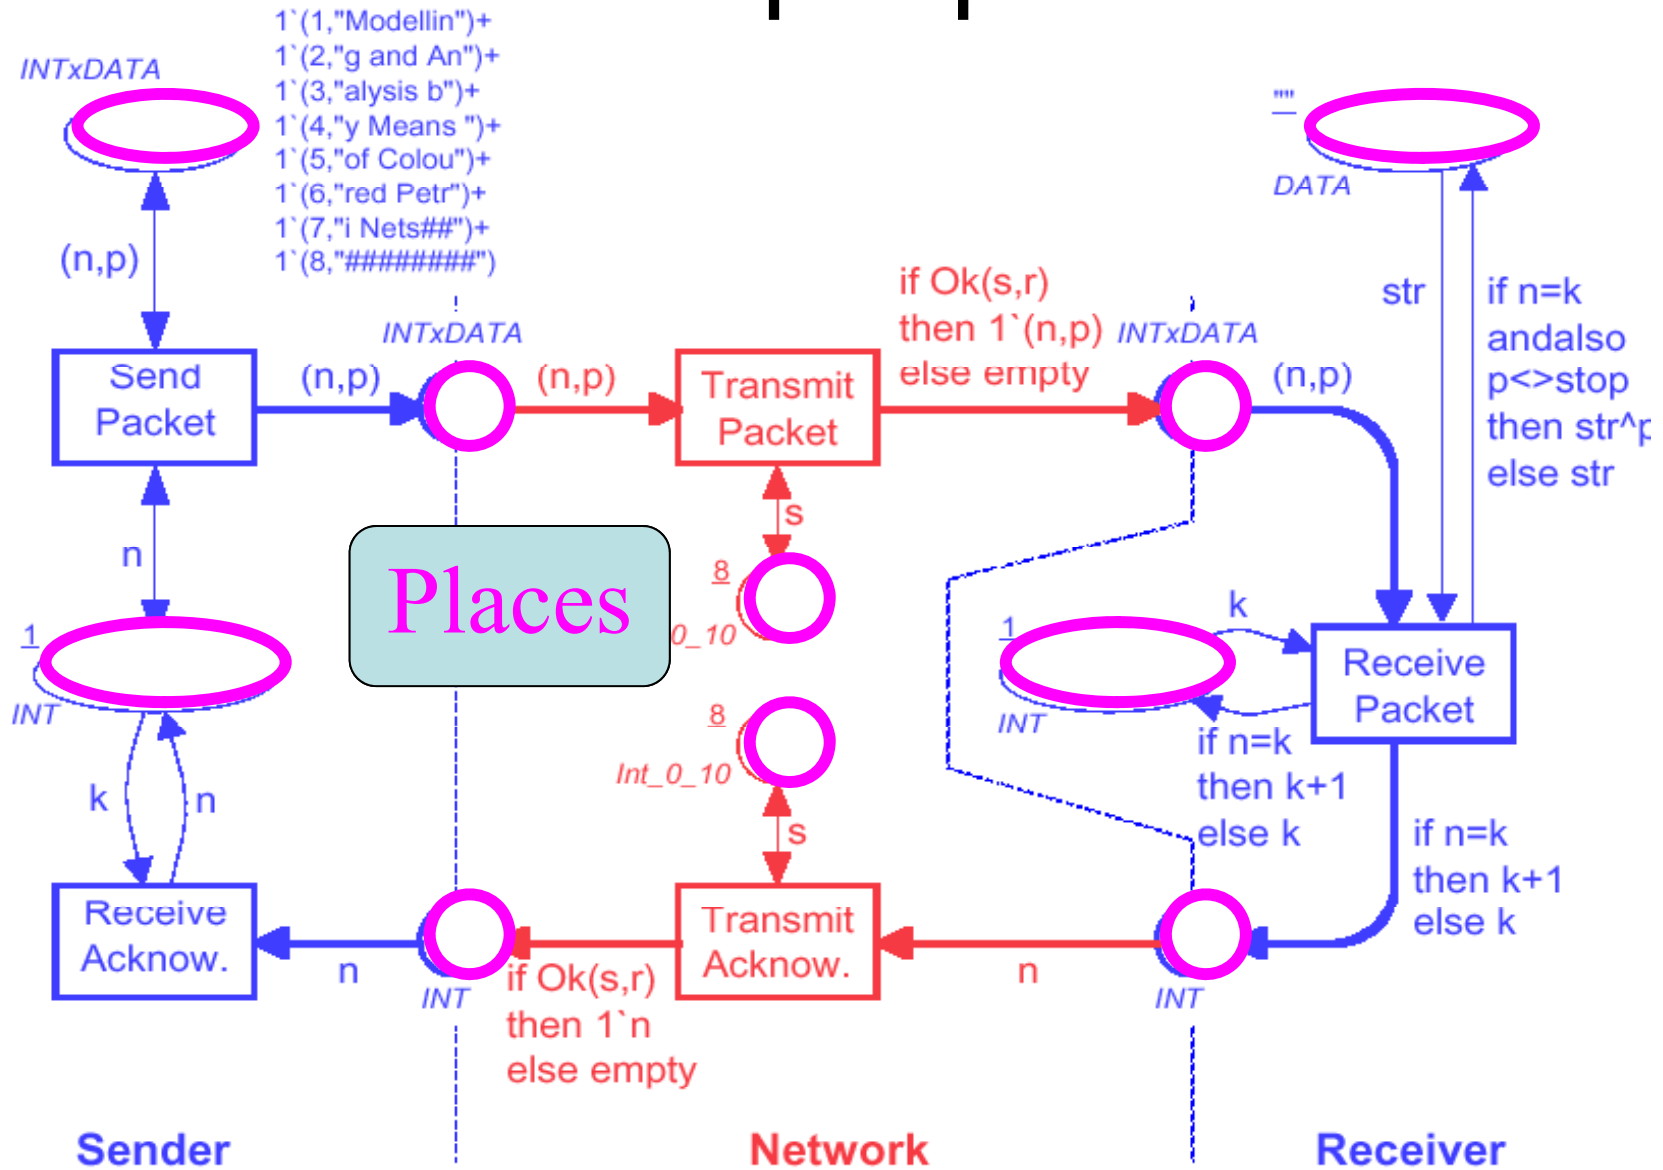 1`(1,"Modellin")+
1`(2,"g and An")+
1`(3,"alysis b")+
1`(4,"y Means ")+
1`(5,"of Colou")+
1`(6,"red Petr")+
1`(7,"i Nets##")+
1`(8,"########")
INTxDATA
""
DATA
(n,p)
str
if n=k
andalso
p<>stop
then str^p
else str
if Ok(s,r)
then 1`(n,p)
else empty
INTxDATA
INTxDATA
Send
Packet
(n,p)
(n,p)
Transmit
Packet
(n,p)
n
s
Places
8
0_10
1
INT
k
1
INT
Receive
Packet
8
Int_0_10
if n=k
then k+1
else k
k
n
s
if n=k
then k+1
else k
Receive
Acknow.
n
INT
if Ok(s,r)
then 1`n
else empty
Transmit
Acknow.
n
INT
Sender
Network
Receiver